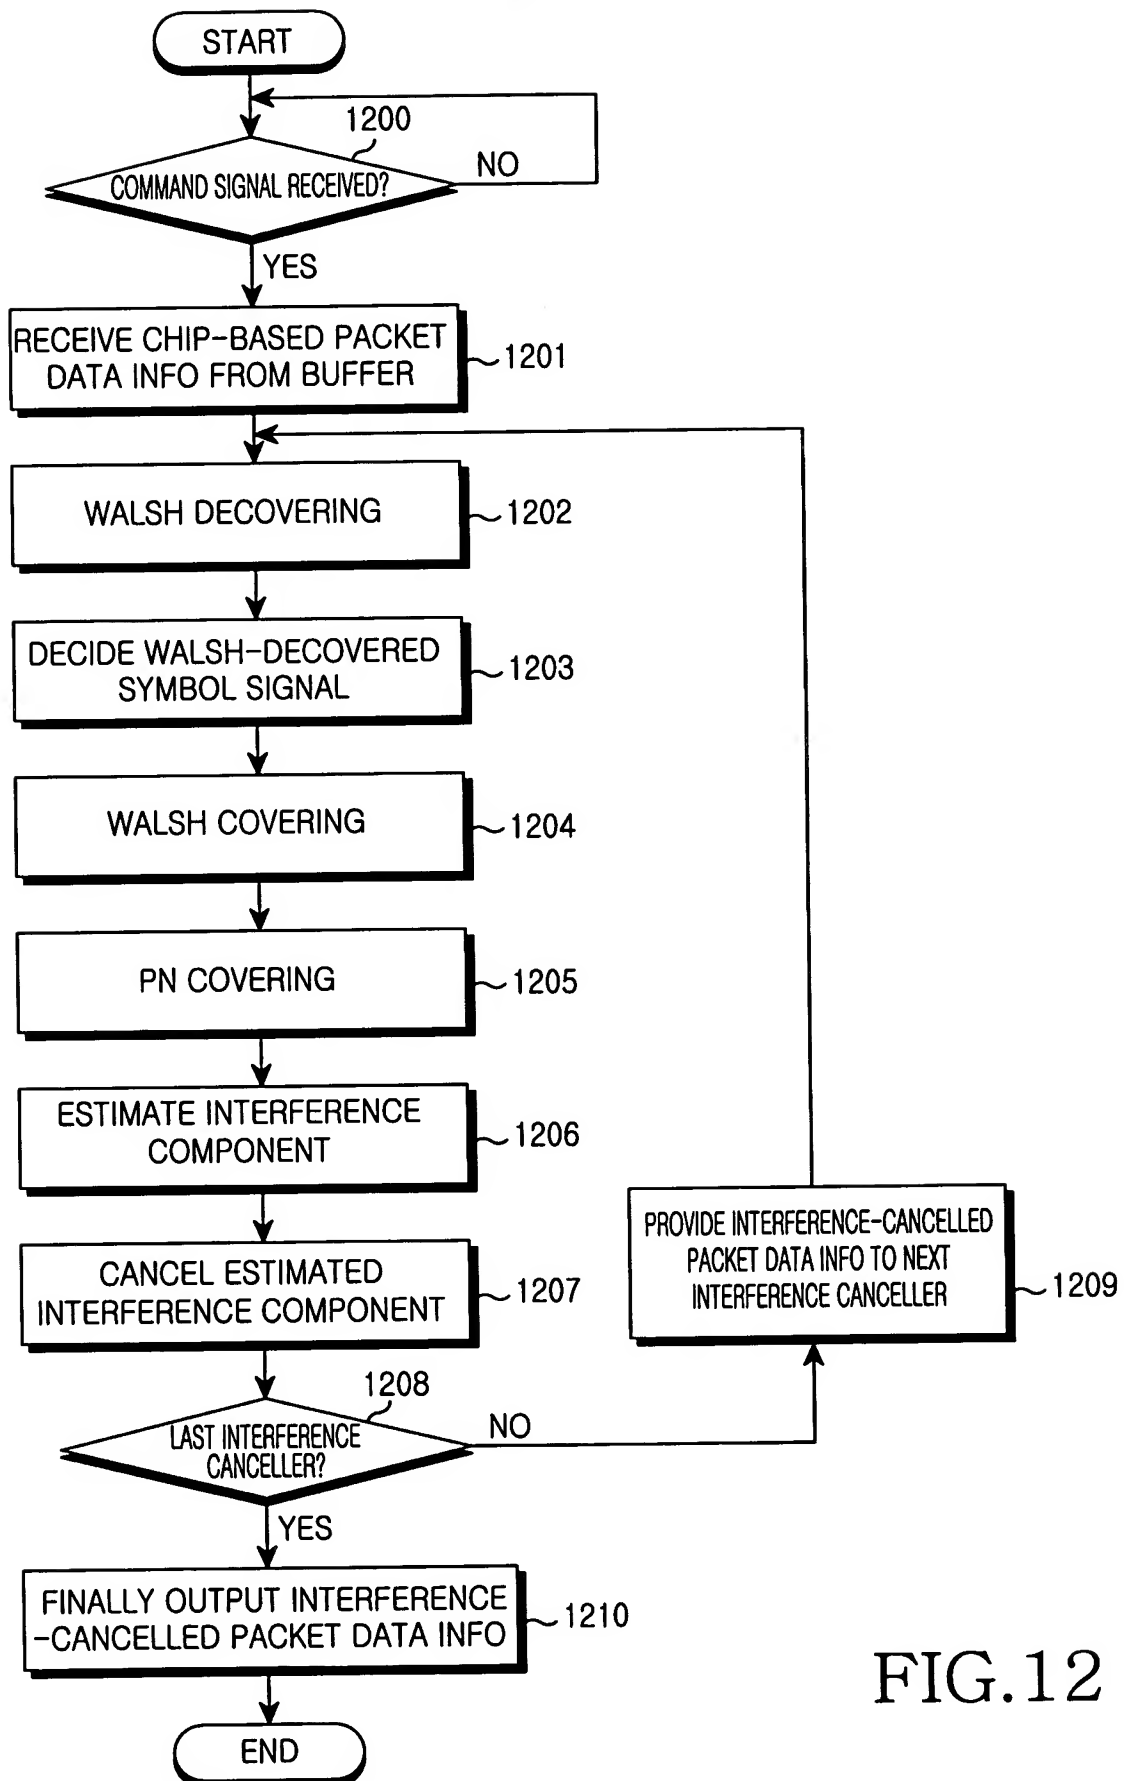 START
1200
COMMAND SIGNAL RECEIVED?
NO
YES
RECEIVE CHIP-BASED PACKET
DATA INFO FROM BUFFER
1201
WALSH DECOVERING
1202
DECIDE WALSH-DECOVERED
SYMBOL SIGNAL
1203
WALSH COVERING
1204
PN COVERING
1205
ESTIMATE INTERFERENCE
COMPONENT
1206
CANCEL ESTIMATED
INTERFERENCE COMPONENT
1207
PROVIDE INTERFERENCE-CANCELLED
PACKET DATA INFO TO NEXT
INTERFERENCE CANCELLER
1209
1208
LAST INTERFERENCE
CANCELLER?
NO
YES
FINALLY OUTPUT INTERFERENCE
-CANCELLED PACKET DATA INFO
1210
END
FIG.12